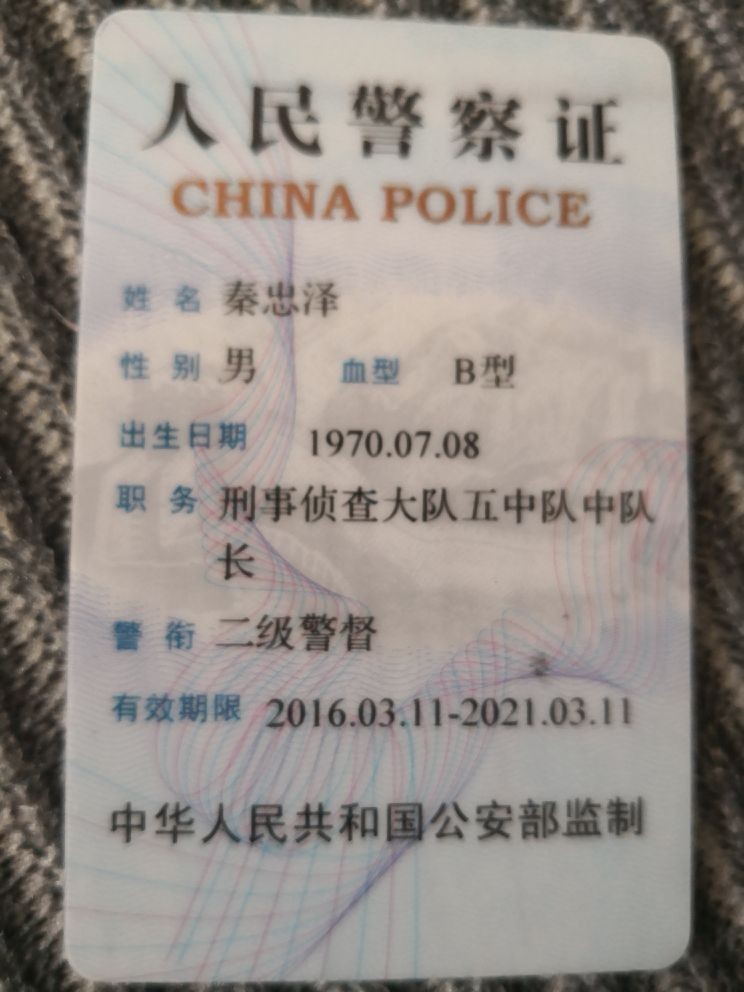 人民警察证
CHINA POLICE
姓名 秦忠泽
性别 男 血型 B型
出生日期 1970.07.08
职务 刑事侦查大队五中队中队
长
警衔 二级警督
有效期限 2016.03.11-2021.03.11
中华人民共和国公安部监制